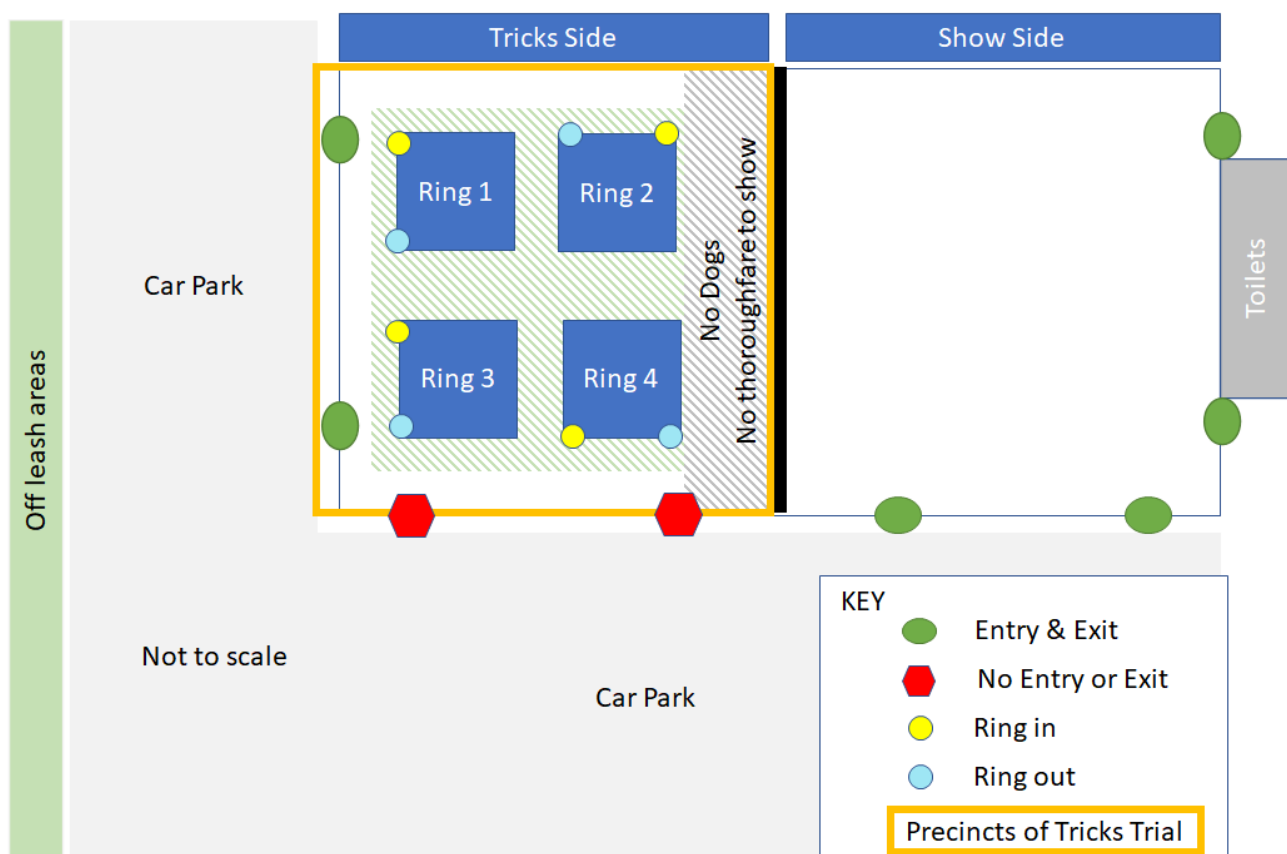 Tricks Side
Show Side
Off leash areas
Car Park
Ring 1
Ring 2
Ring 3
Ring 4
No Dogs
No thoroughfare to show
Toilets
Not to scale
Car Park
KEY
Entry & Exit
No Entry or Exit
Ring in
Ring out
Precincts of Tricks Trial